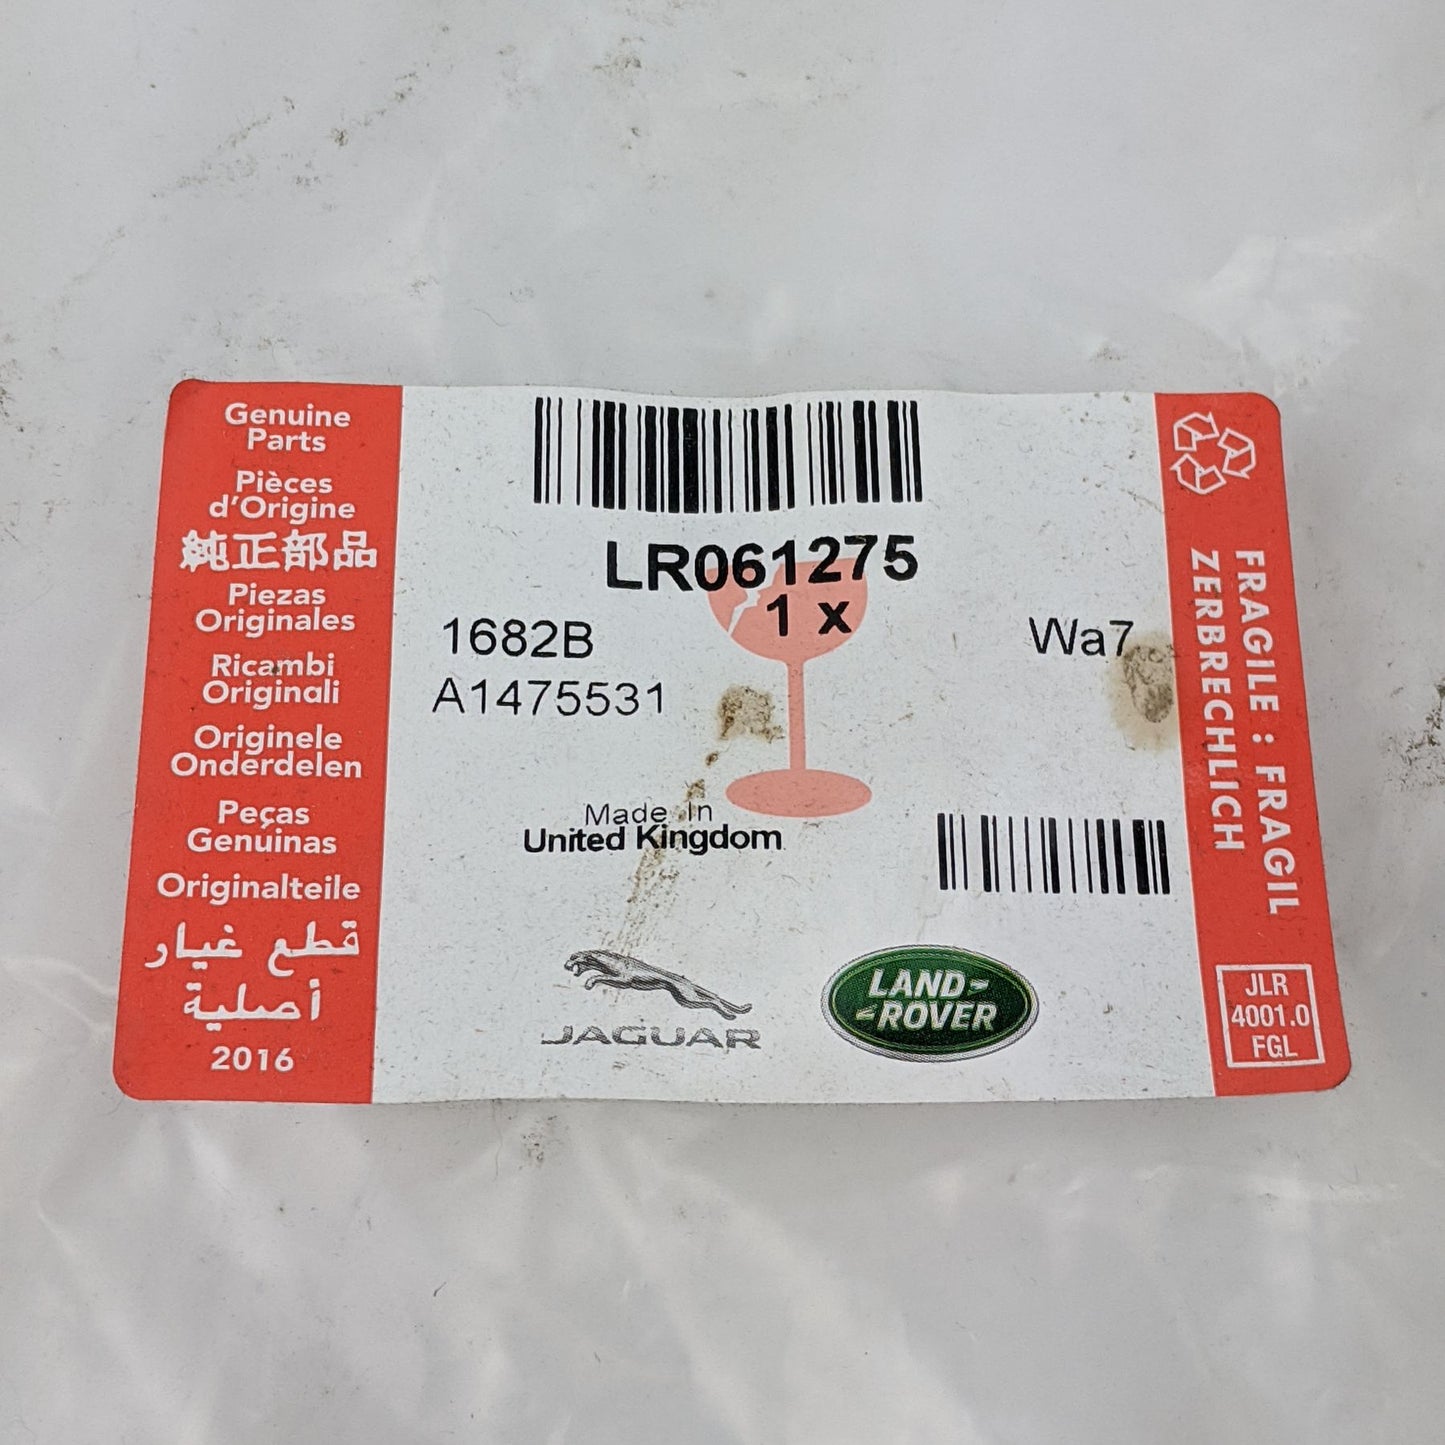 Genuine
Parts
Pièces
d'Origine
純正部品
Piezas
Originales
Ricambi
Originali
Originele
Onderdelen
Peças
Genuinas
Originalteile
قطع غيار
أصلية
2016
LR061275
1 x
1682B
Wa7
A1475531
Made In
United Kingdom
JAGUAR
LAND-
-ROVER
FRAGILE : FRAGIL
ZERBRECHLICH
JLR
4001.0
FGL